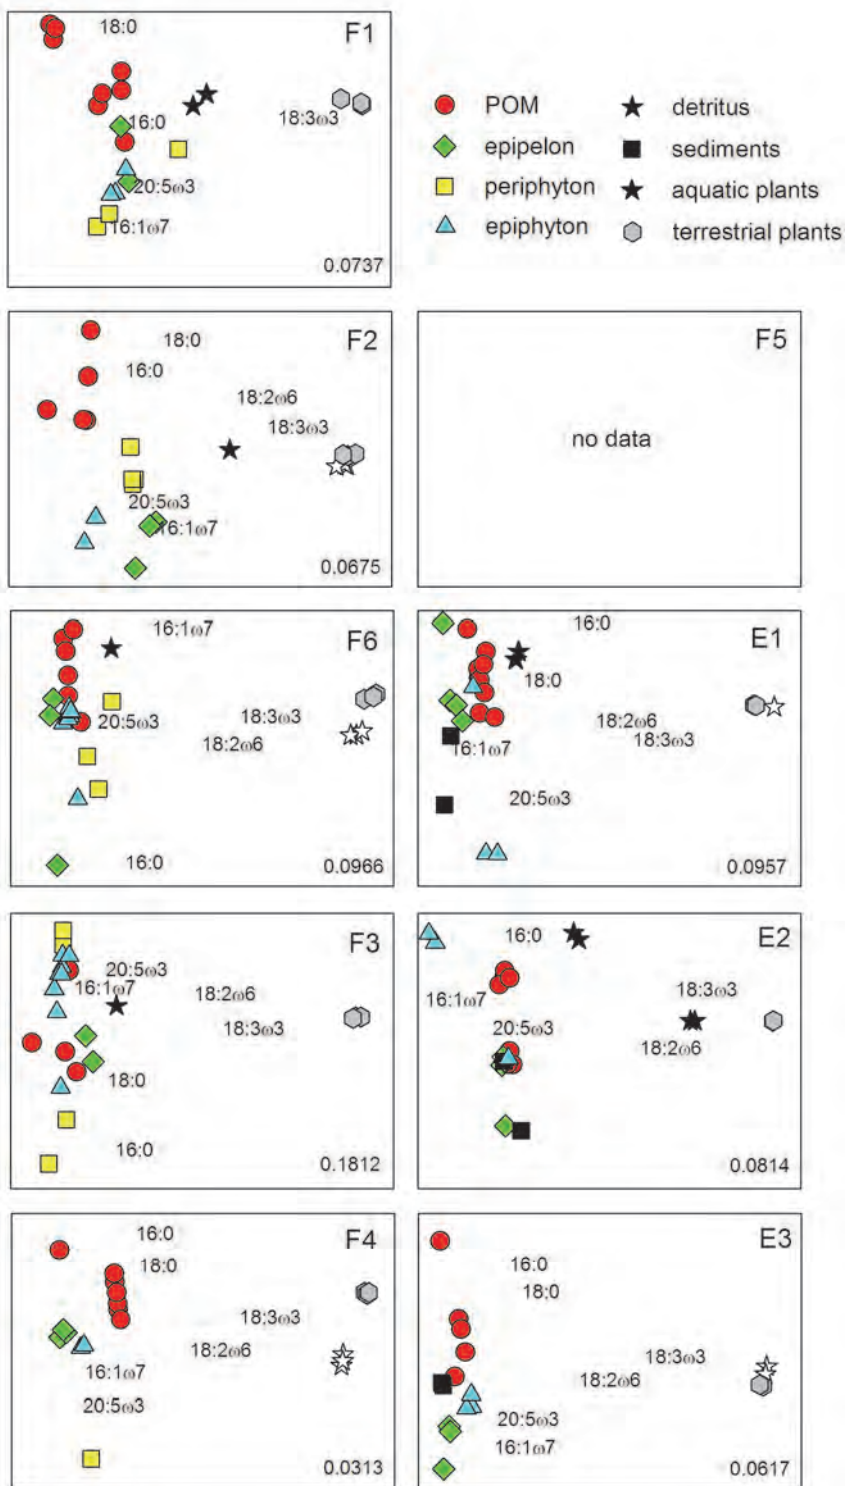 18:0
F1
16:0
18:3ω3
20:5ω3
16:1ω7
0.0737
POM
epipelon
periphyton
epiphyton
detritus
sediments
aquatic plants
terrestrial plants
18:0
F2
16:0
18:2ω6
18:3ω3
20:5ω3
16:1ω7
0.0675
F5
no data
16:1ω7
F6
20:5ω3
18:3ω3
18:2ω6
16:0
0.0966
16:0
E1
18:0
18:2ω6
18:3ω3
16:1ω7
20:5ω3
0.0957
F3
20:5ω3
16:1ω7
18:2ω6
18:3ω3
18:0
16:0
0.1812
16:0
E2
16:1ω7
18:3ω3
20:5ω3
18:2ω6
0.0814
16:0
F4
18:0
18:3ω3
18:2ω6
16:1ω7
20:5ω3
0.0313
E3
16:0
18:0
18:3ω3
18:2ω6
20:5ω3
16:1ω7
0.0617